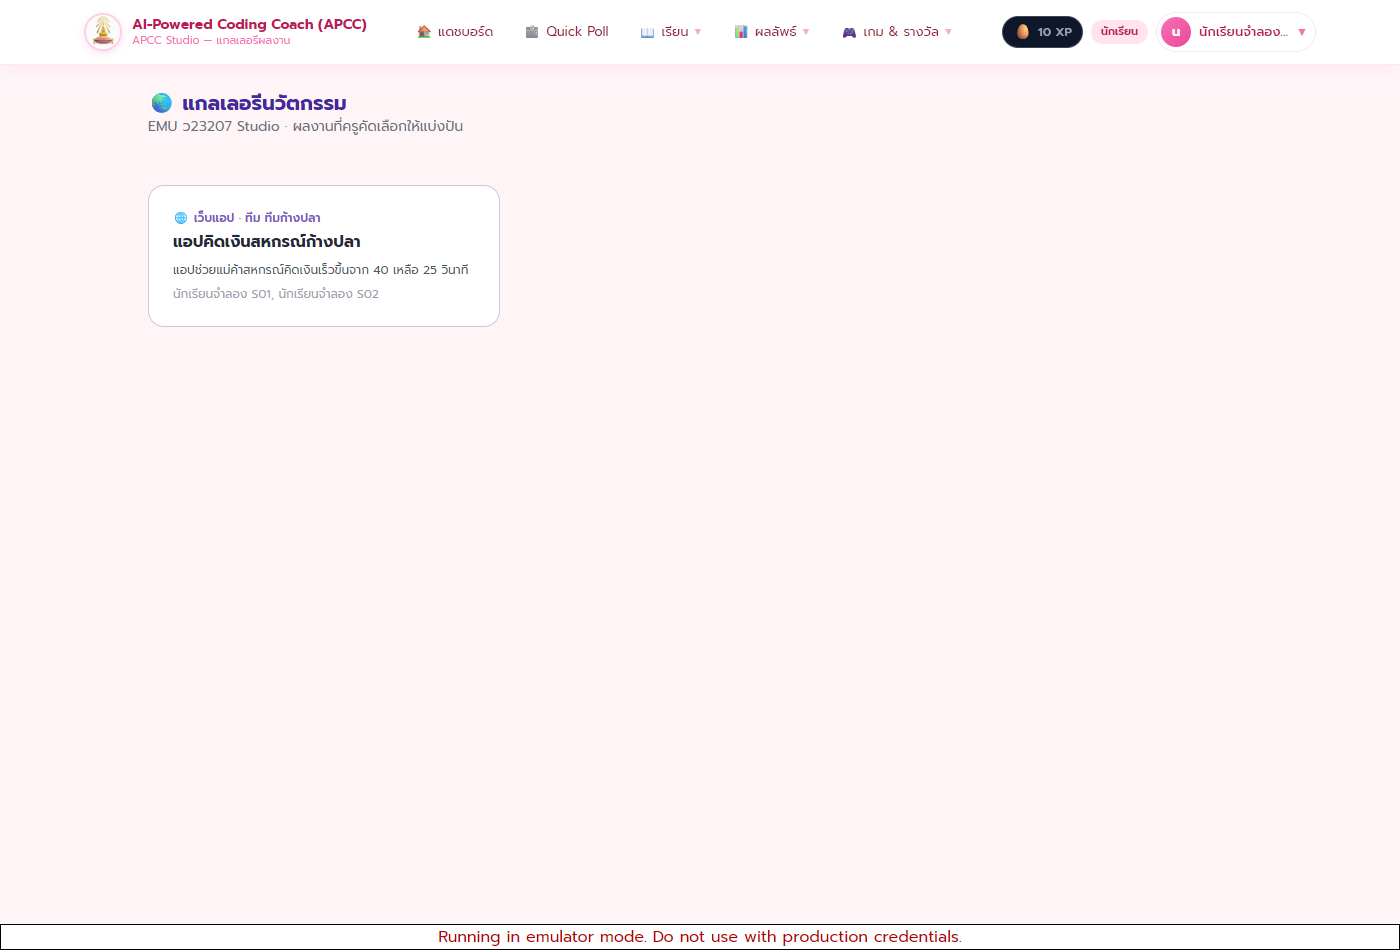 AI-Powered Coding Coach (APCC)
APCC Studio — แกลเลอรีผลงาน
แดชบอร์ด
Quick Poll
เรียน
ผลลัพธ์
เกม & รางวัล
10 XP
นักเรียน
น
นักเรียนจำลอง...
แกลเลอรีนวัตกรรม
EMU ว23207 Studio · ผลงานที่ครูคัดเลือกให้แบ่งปัน
เว็บแอป · ทีม ทีมก้างปลา
แอปคิดเงินสหกรณ์ก้างปลา
แอปช่วยแม่ค้าสหกรณ์คิดเงินเร็วขึ้นจาก 40 เหลือ 25 วินาที
นักเรียนจำลอง S01, นักเรียนจำลอง S02
Running in emulator mode. Do not use with production credentials.